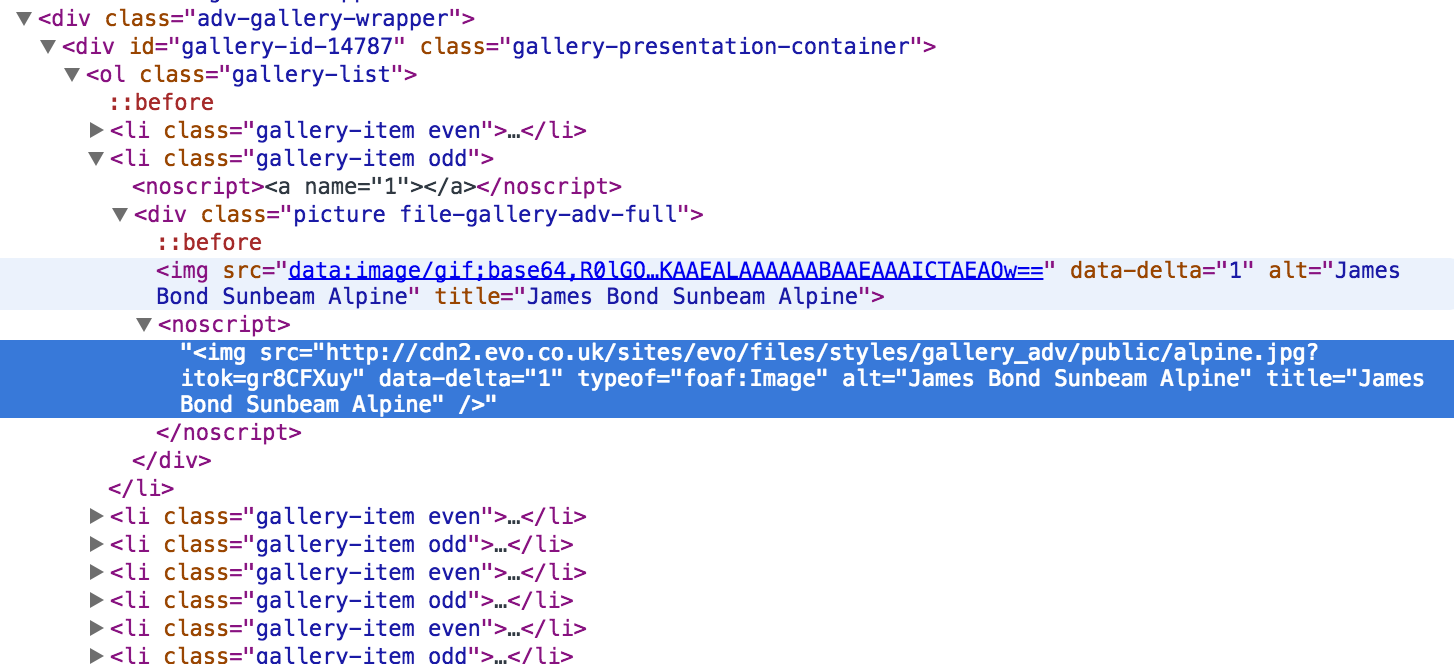 <div class="adv-gallery-wrapper">
<div id="gallery-id-14787" class="gallery-presentation-container">
<ol class="gallery-list">
::before
<li class="gallery-item even">…</li>
<li class="gallery-item odd">
<noscript><a name="1"></a></noscript>
<div class="picture file-gallery-adv-full">
::before
<img src="data:image/gif;base64,R0lGO…KAAEALAAAAAABAAEAAAICTAEAOw==" data-delta="1" alt="James
Bond Sunbeam Alpine" title="James Bond Sunbeam Alpine">
<noscript>
"<img src="http://cdn2.evo.co.uk/sites/evo/files/styles/gallery_adv/public/alpine.jpg?
itok=gr8CFXuy" data-delta="1" typeof="foaf:Image" alt="James Bond Sunbeam Alpine" title="James
Bond Sunbeam Alpine" />"
</noscript>
</div>
</li>
<li class="gallery-item even">…</li>
<li class="gallery-item odd">…</li>
<li class="gallery-item even">…</li>
<li class="gallery-item odd">…</li>
<li class="gallery-item even">…</li>
<li class="gallery-item odd">…</li>